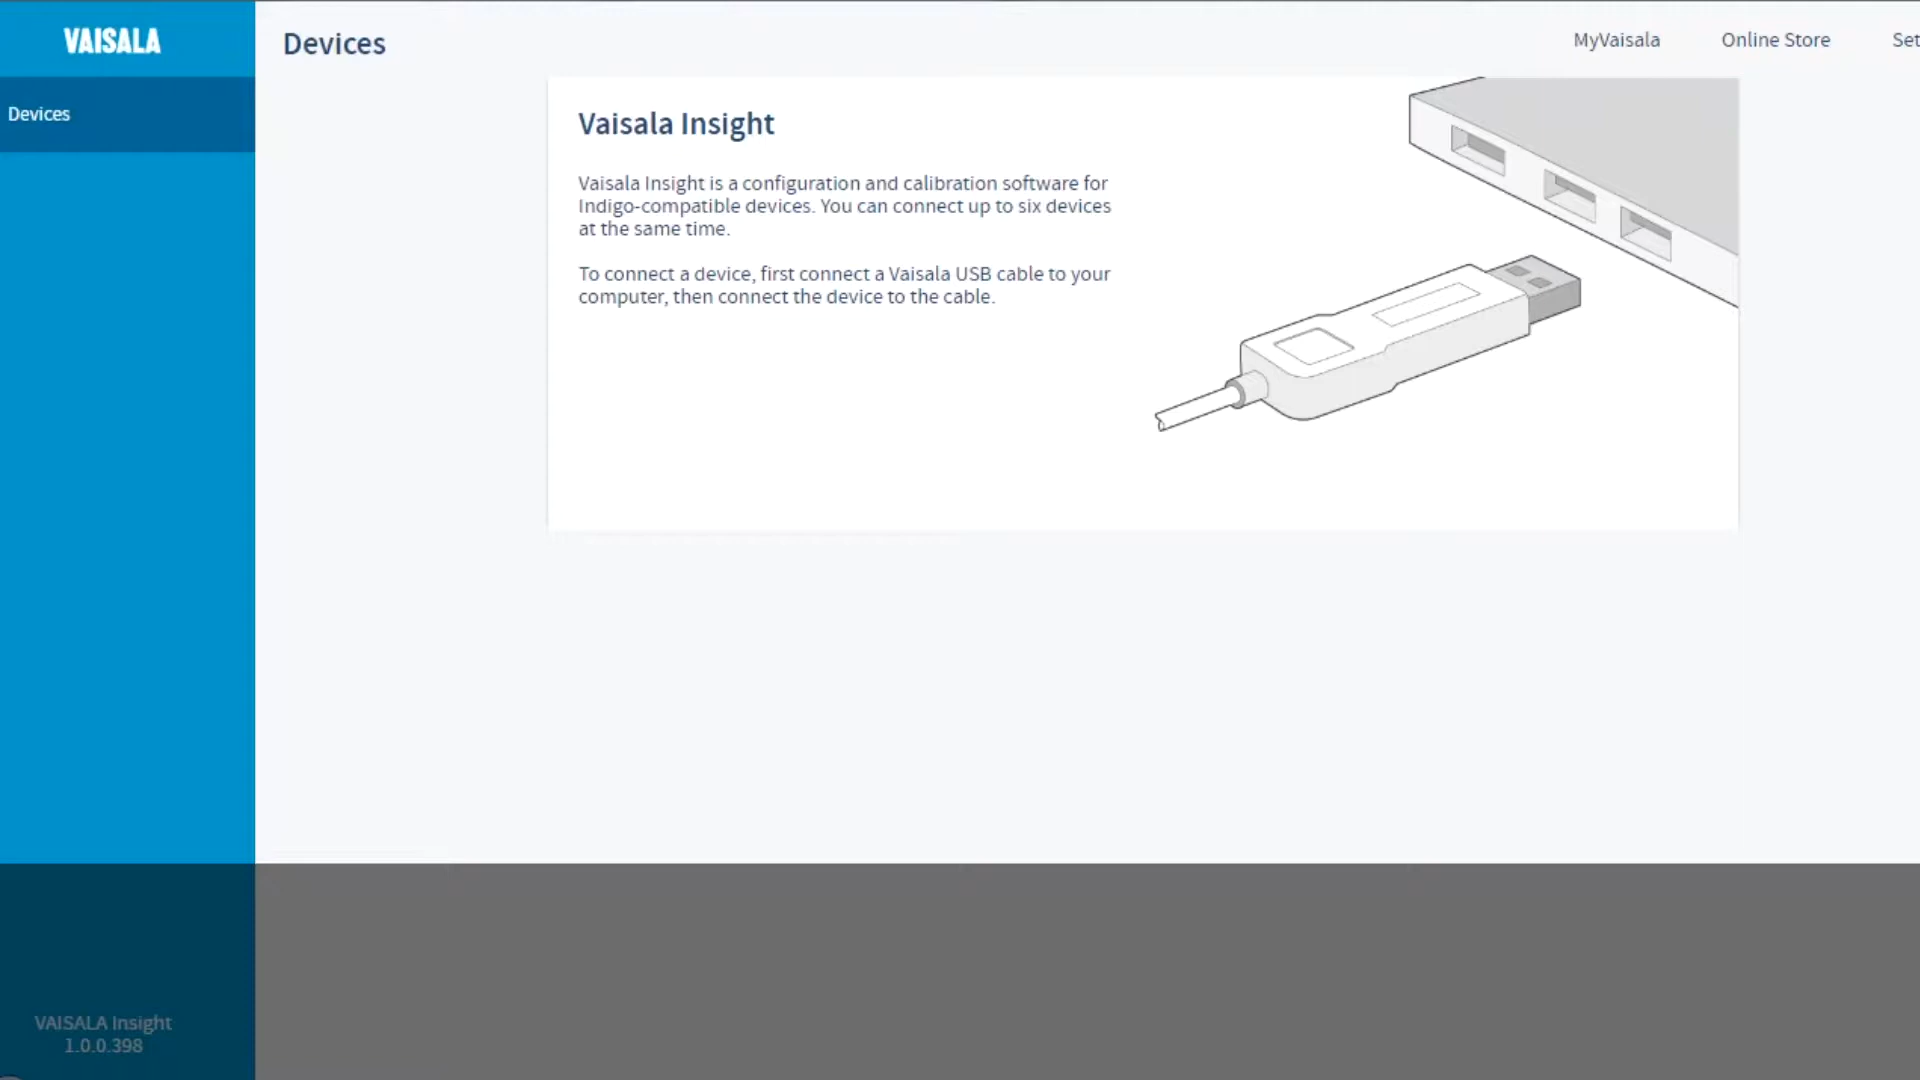 VAISALA
Devices
MyVaisala
Online Store
Set
Devices
Vaisala Insight
Vaisala Insight is a configuration and calibration software for
Indigo-compatible devices. You can connect up to six devices
at the same time.
To connect a device, first connect a Vaisala USB cable to your
computer, then connect the device to the cable.
VAISALA Insight
1.0.0.398